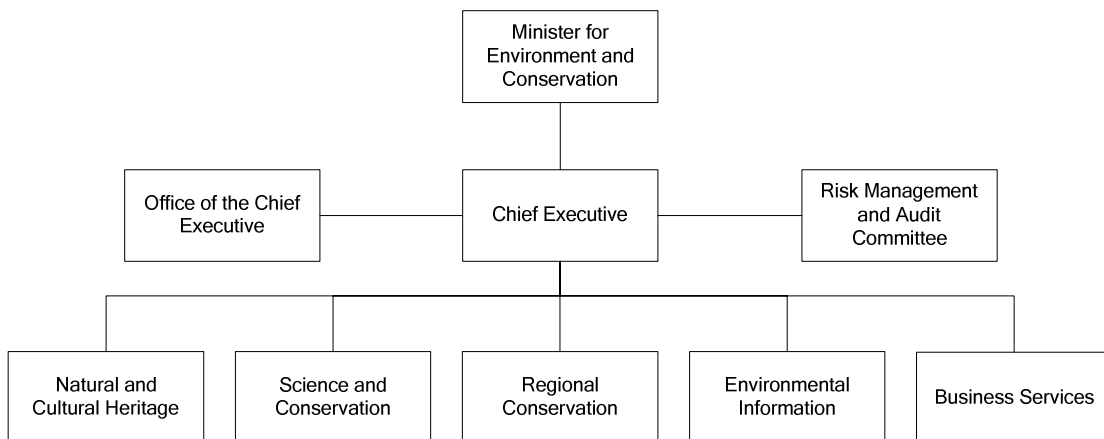 Minister for
Environment and
Conservation
Office of the Chief
Executive
Chief Executive
Risk Management
and Audit
Committee
Natural and
Cultural Heritage
Science and
Conservation
Regional
Conservation
Environmental
Information
Business Services